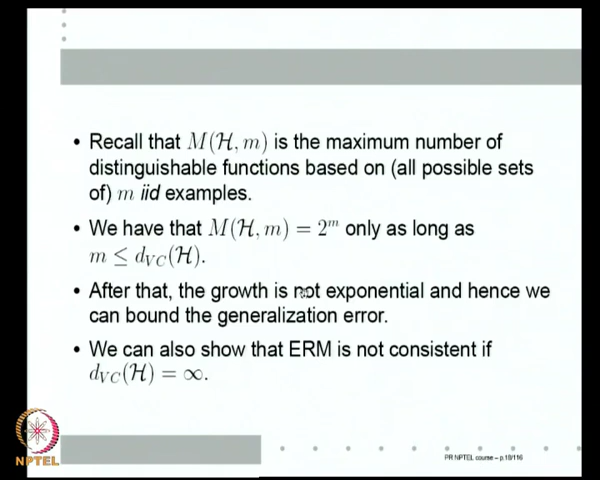 • Recall that M(H, m) is the maximum number of
distinguishable functions based on (all possible sets
of) m iid examples.
• We have that M(H, m) = 2^m only as long as
m ≤ d_VC(H).
• After that, the growth is not exponential and hence we
can bound the generalization error.
• We can also show that ERM is not consistent if
d_VC(H) = ∞.
NPTEL
PR NPTEL course – p.18/116